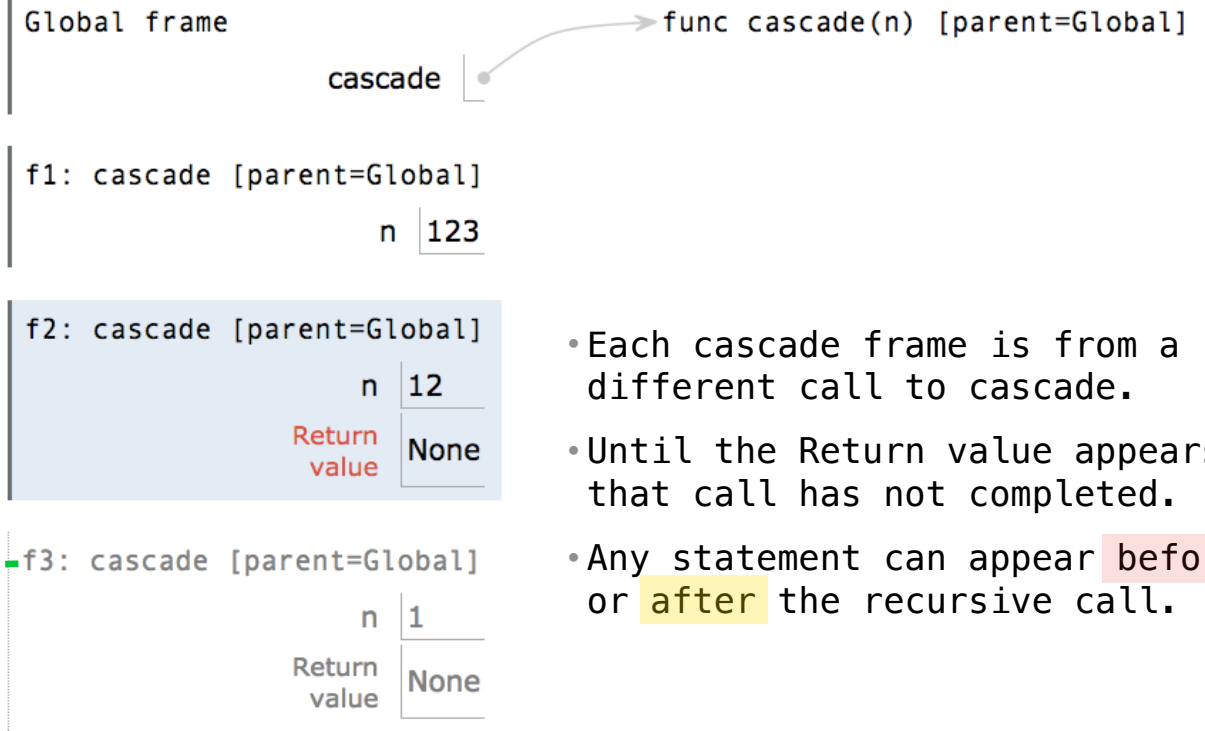 Global frame
func cascade(n) [parent=Global]
cascade
f1: cascade [parent=Global]
n 123
f2: cascade [parent=Global]
n 12
Return
value None
f3: cascade [parent=Global]
n 1
Return
value None
•Each cascade frame is from a
different call to cascade.
•Until the Return value appears
that call has not completed.
•Any statement can appear befo
or after the recursive call.